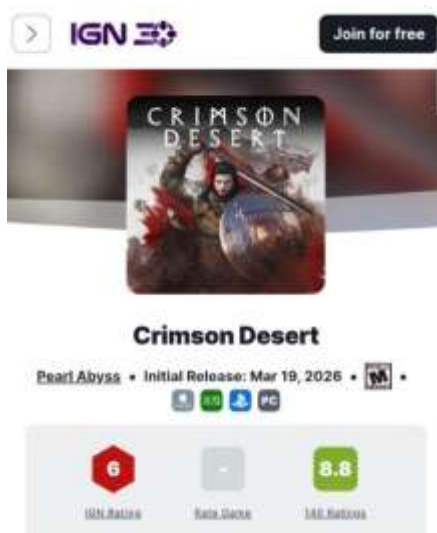 IGN
Join for free
CRIMSON
DESERT
Crimson Desert
Pearl Abyss • Initial Release: Mar 19, 2026 • M •
PC
6
-
8.8
IGN Rating
Rate Game
140 Ratings